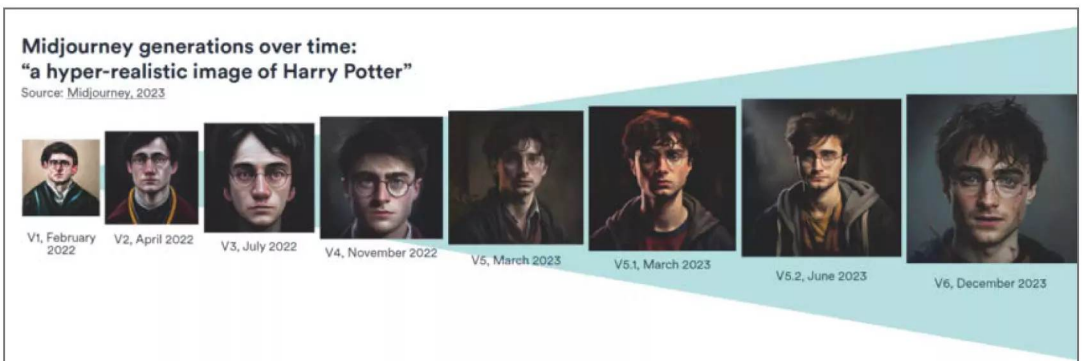 Midjourney generations over time:
“a hyper-realistic image of Harry Potter”
Source: Midjourney, 2023
V1, February
2022
V2, April 2022
V3, July 2022
V4, November 2022
V5, March 2023
V5.1, March 2023
V5.2, June 2023
V6, December 2023